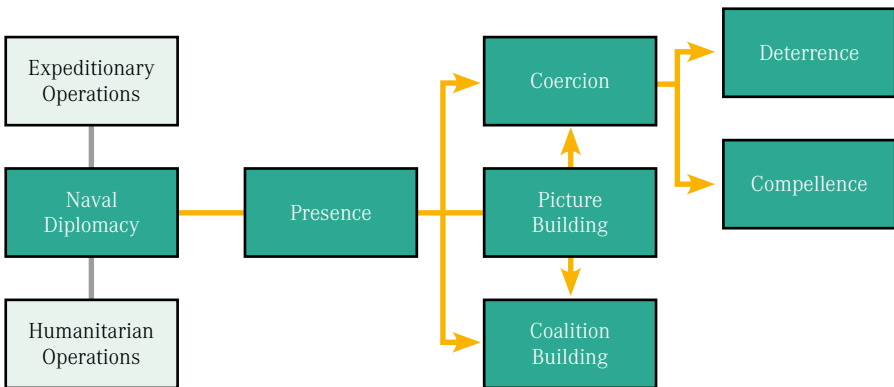 Expeditionary
Operations
Naval
Diplomacy
Humanitarian
Operations
Presence
Coercion
Picture
Building
Coalition
Building
Deterrence
Compellence